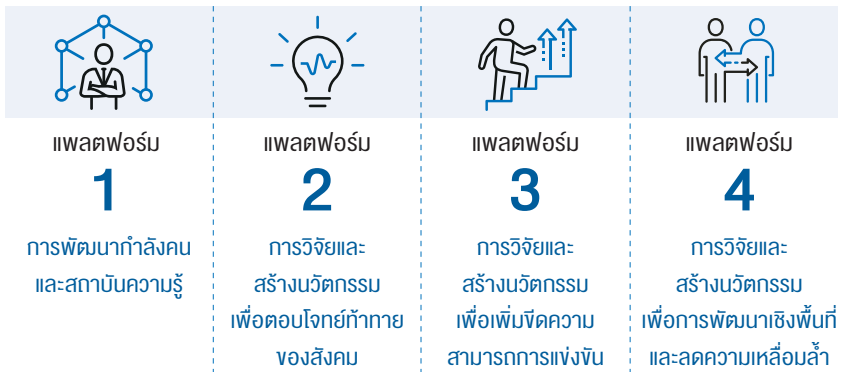 แพลตฟอร์ม
1
การพัฒนากำลังคน
และสถาบันความรู้
แพลตฟอร์ม
2
การวิจัยและ
สร้างนวัตกรรม
เพื่อตอบโจทย์ท้าทาย
ของสังคม
แพลตฟอร์ม
3
การวิจัยและ
สร้างนวัตกรรม
เพื่อเพิ่มขีดความ
สามารถการแข่งขัน
แพลตฟอร์ม
4
การวิจัยและ
สร้างนวัตกรรม
เพื่อการพัฒนาเชิงพื้นที่
และลดความเหลื่อมล้ำ